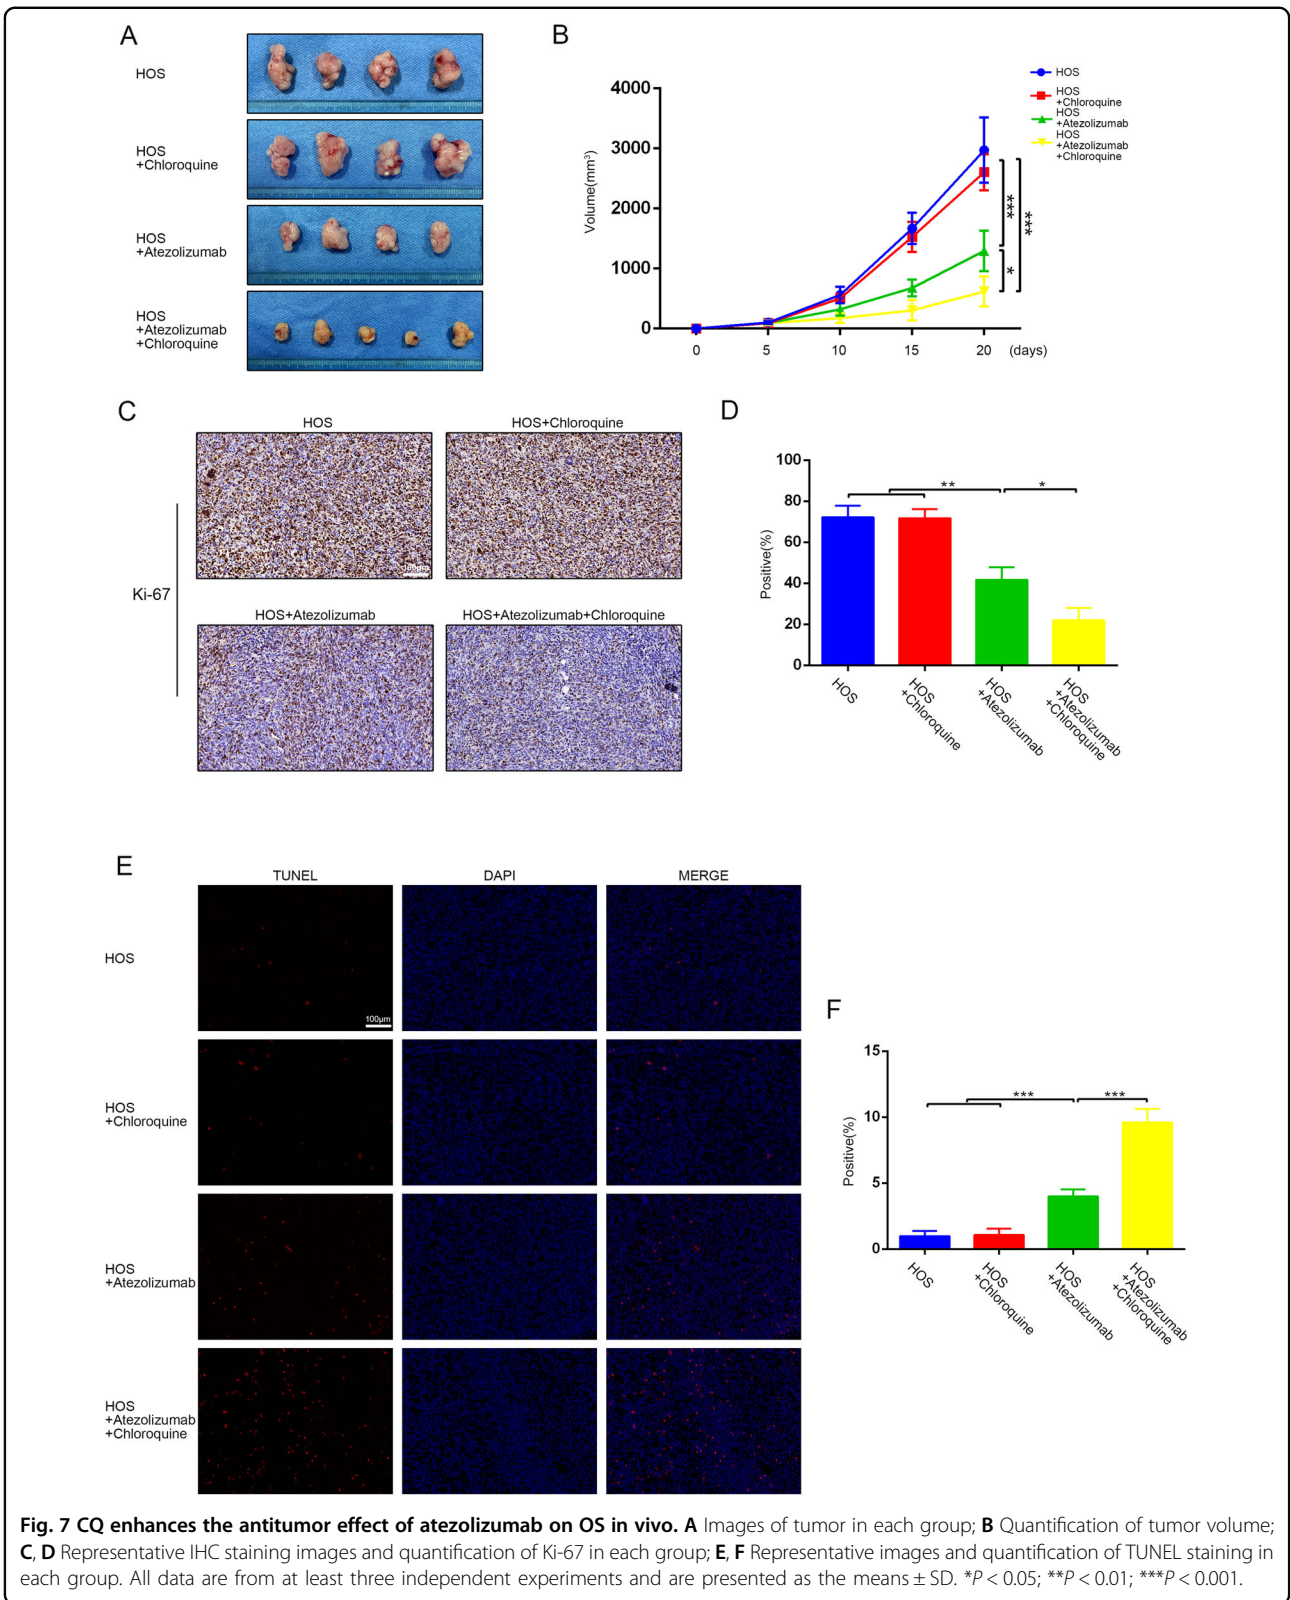 A
HOS
HOS
+Chloroquine
HOS
+Atezolizumab
HOS
+Atezolizumab
+Chloroquine
B
Volume(mm³)
4000
3000
2000
1000
0
0 5 10 15 20 (days)
HOS
HOS
+Chloroquine
HOS
+Atezolizumab
HOS
+Atezolizumab
+Chloroquine
***
***
*
C
Ki-67
HOS
HOS+Chloroquine
100μm
HOS+Atezolizumab
HOS+Atezolizumab+Chloroquine
D
Positive(%)
100
80
60
40
20
0
**
*
HOS
HOS
+Chloroquine
HOS
+Atezolizumab
HOS
+Atezolizumab
+Chloroquine
E
TUNEL DAPI MERGE
HOS
100μm
HOS
+Chloroquine
HOS
+Atezolizumab
HOS
+Atezolizumab
+Chloroquine
F
Positive(%)
15
10
5
0
***
***
HOS
HOS
+Chloroquine
HOS
+Atezolizumab
HOS
+Atezolizumab
+Chloroquine
Fig. 7 CQ enhances the antitumor effect of atezolizumab on OS in vivo. A Images of tumor in each group; B Quantification of tumor volume;
C, D Representative IHC staining images and quantification of Ki-67 in each group; E, F Representative images and quantification of TUNEL staining in
each group. All data are from at least three independent experiments and are presented as the means ± SD. *P < 0.05; **P < 0.01; ***P < 0.001.